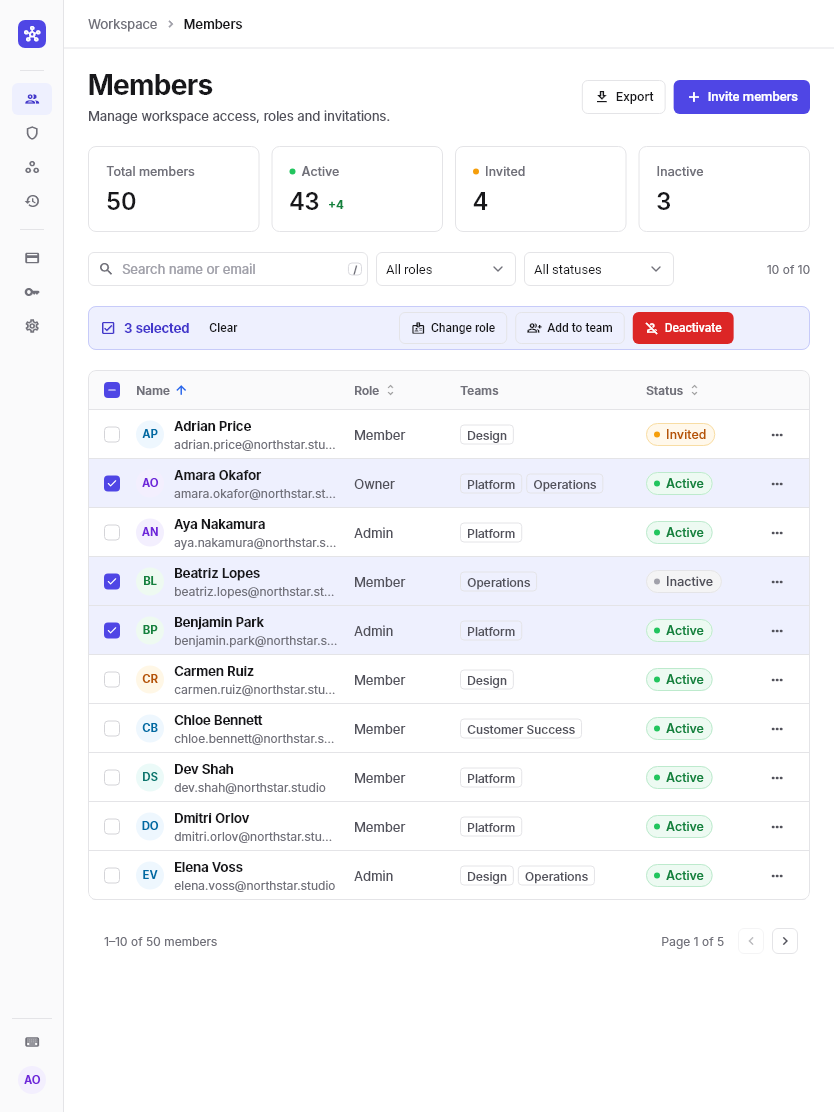 Workspace Members
Members
Manage workspace access, roles and invitations.
Export
Invite members
Total members
50
Active
43 +4
Invited
4
Inactive
3
Search name or email /
All roles
All statuses
10 of 10
3 selected
Clear
Change role
Add to team
Deactivate
Name Role Teams Status
AP Adrian Price Member Design Invited
adrian.price@northstar.stu...
AO Amara Okafor Owner Platform Operations Active
amara.okafor@northstar.st...
AN Aya Nakamura Admin Platform Active
aya.nakamura@northstar.s...
BL Beatriz Lopes Member Operations Inactive
beatriz.lopes@northstar.st...
BP Benjamin Park Admin Platform Active
benjamin.park@northstar.s...
CR Carmen Ruiz Member Design Active
carmen.ruiz@northstar.stu...
CB Chloe Bennett Member Customer Success Active
chloe.bennett@northstar.s...
DS Dev Shah Member Platform Active
dev.shah@northstar.studio
DO Dmitri Orlov Member Platform Active
dmitri.orlov@northstar.stu...
EV Elena Voss Admin Design Operations Active
elena.voss@northstar.studio
1–10 of 50 members
Page 1 of 5
AO